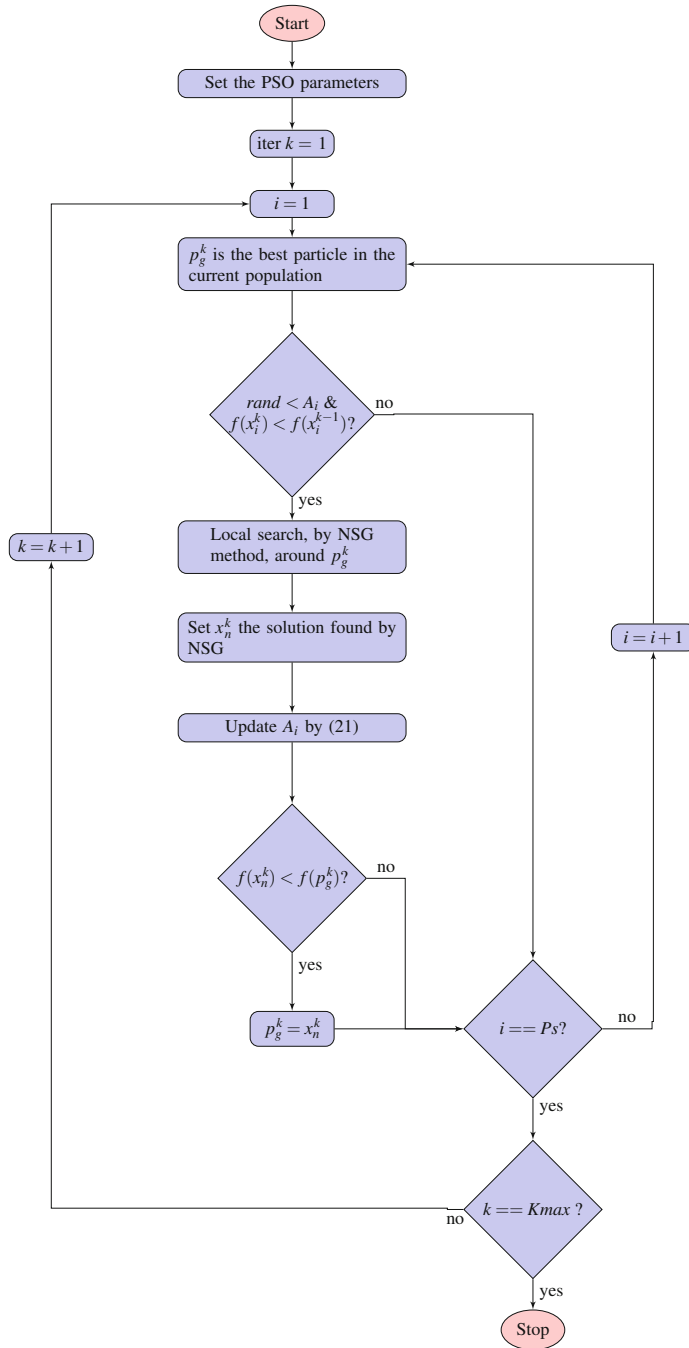 Start
Set the PSO parameters
iter k = 1
i = 1
p_g^k is the best particle in the
current population
rand < A_i &
f(x_i^k) < f(x_i^{k−1})?
no
yes
Local search, by NSG
method, around p_g^k
k = k + 1
Set x_n^k the solution found by
NSG
i = i + 1
Update A_i by (21)
f(x_n^k) < f(p_g^k)?
no
yes
p_g^k = x_n^k
i == Ps?
no
yes
k == Kmax ?
no
yes
Stop